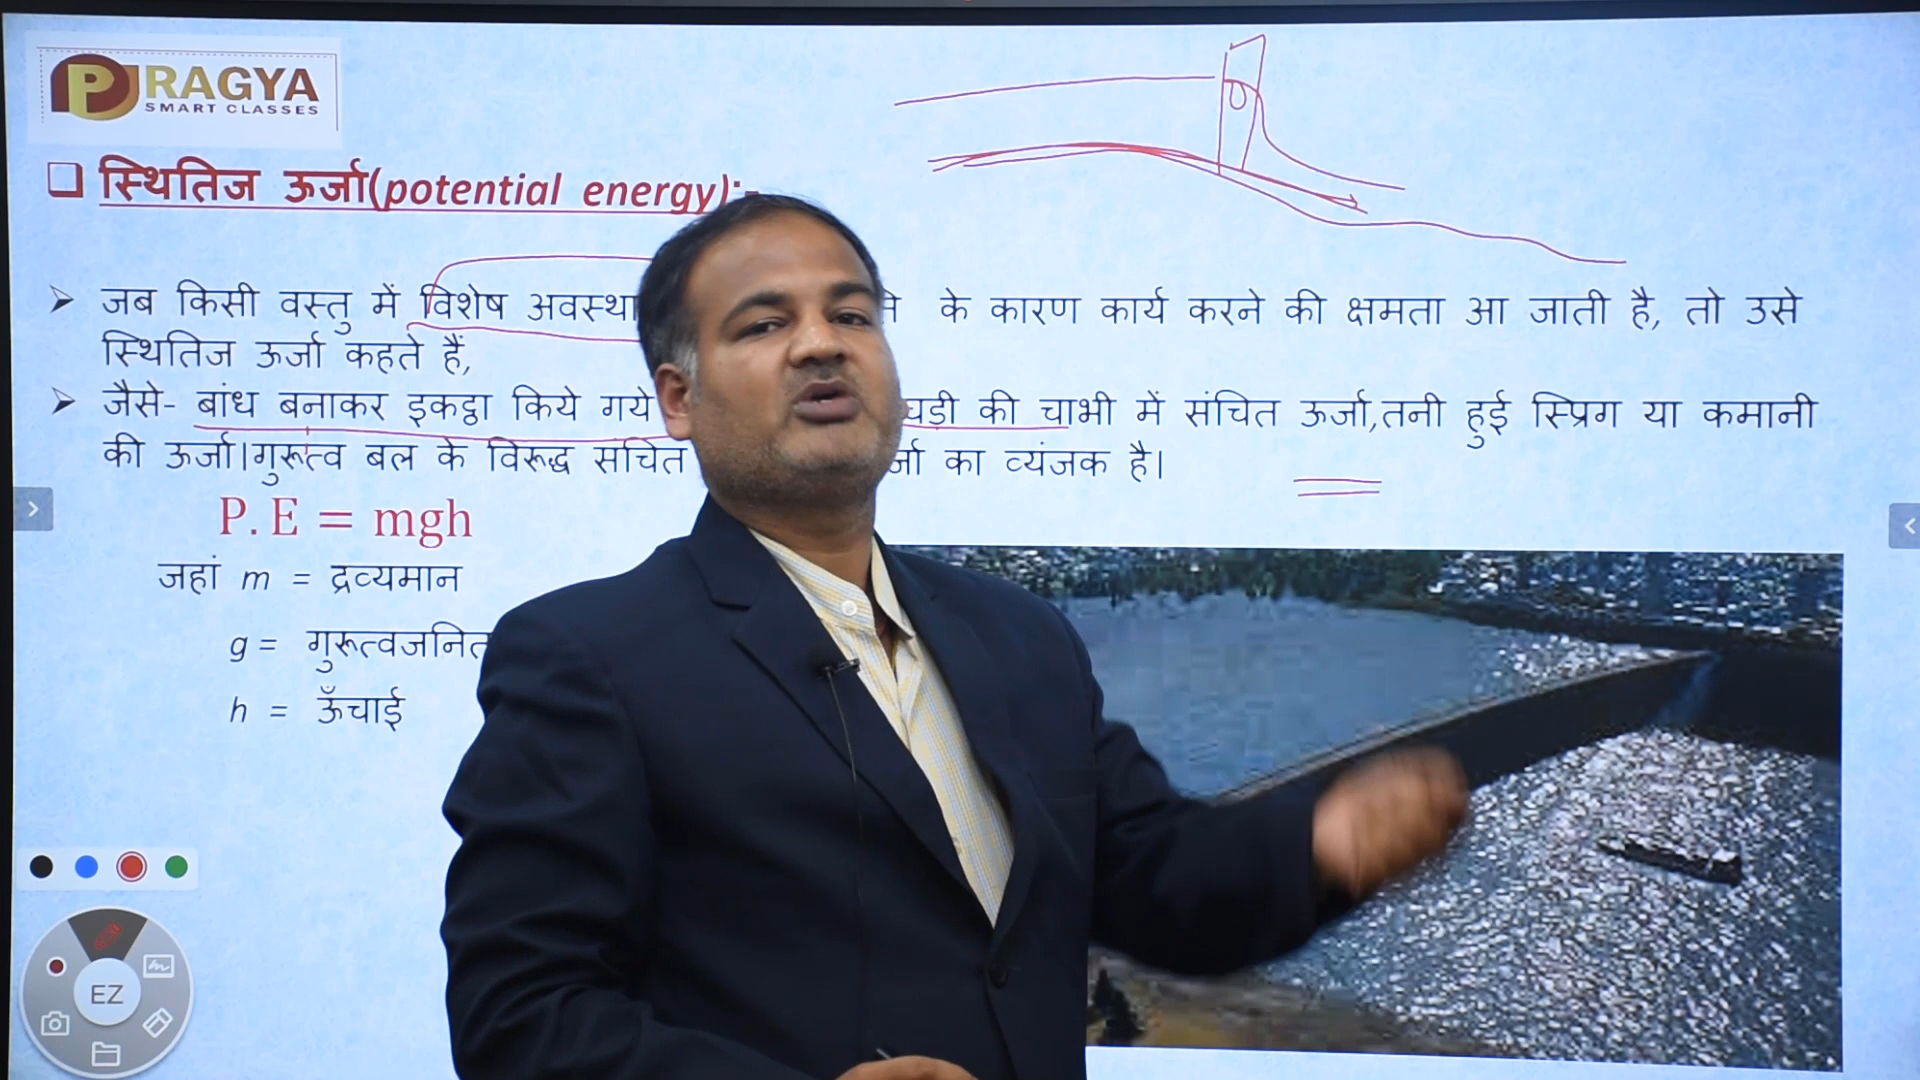 PRAGYA
SMART CLASSES
स्थितिज ऊर्जा(potential energy):-
जब किसी वस्तु में विशेष अवस्था के कारण कार्य करने की क्षमता आ जाती है, तो उसे
स्थितिज ऊर्जा कहते हैं,
जैसे- बांध बनाकर इकट्ठा किये गये की चाभी में संचित ऊर्जा,तनी हुई स्प्रिग या कमानी
की ऊर्जा।गुरूत्व बल के विरूद्ध संचित का व्यंजक है।
P.E = mgh
जहां m = द्रव्यमान
g = गुरूत्वजनित
h = ऊँचाई
EZ